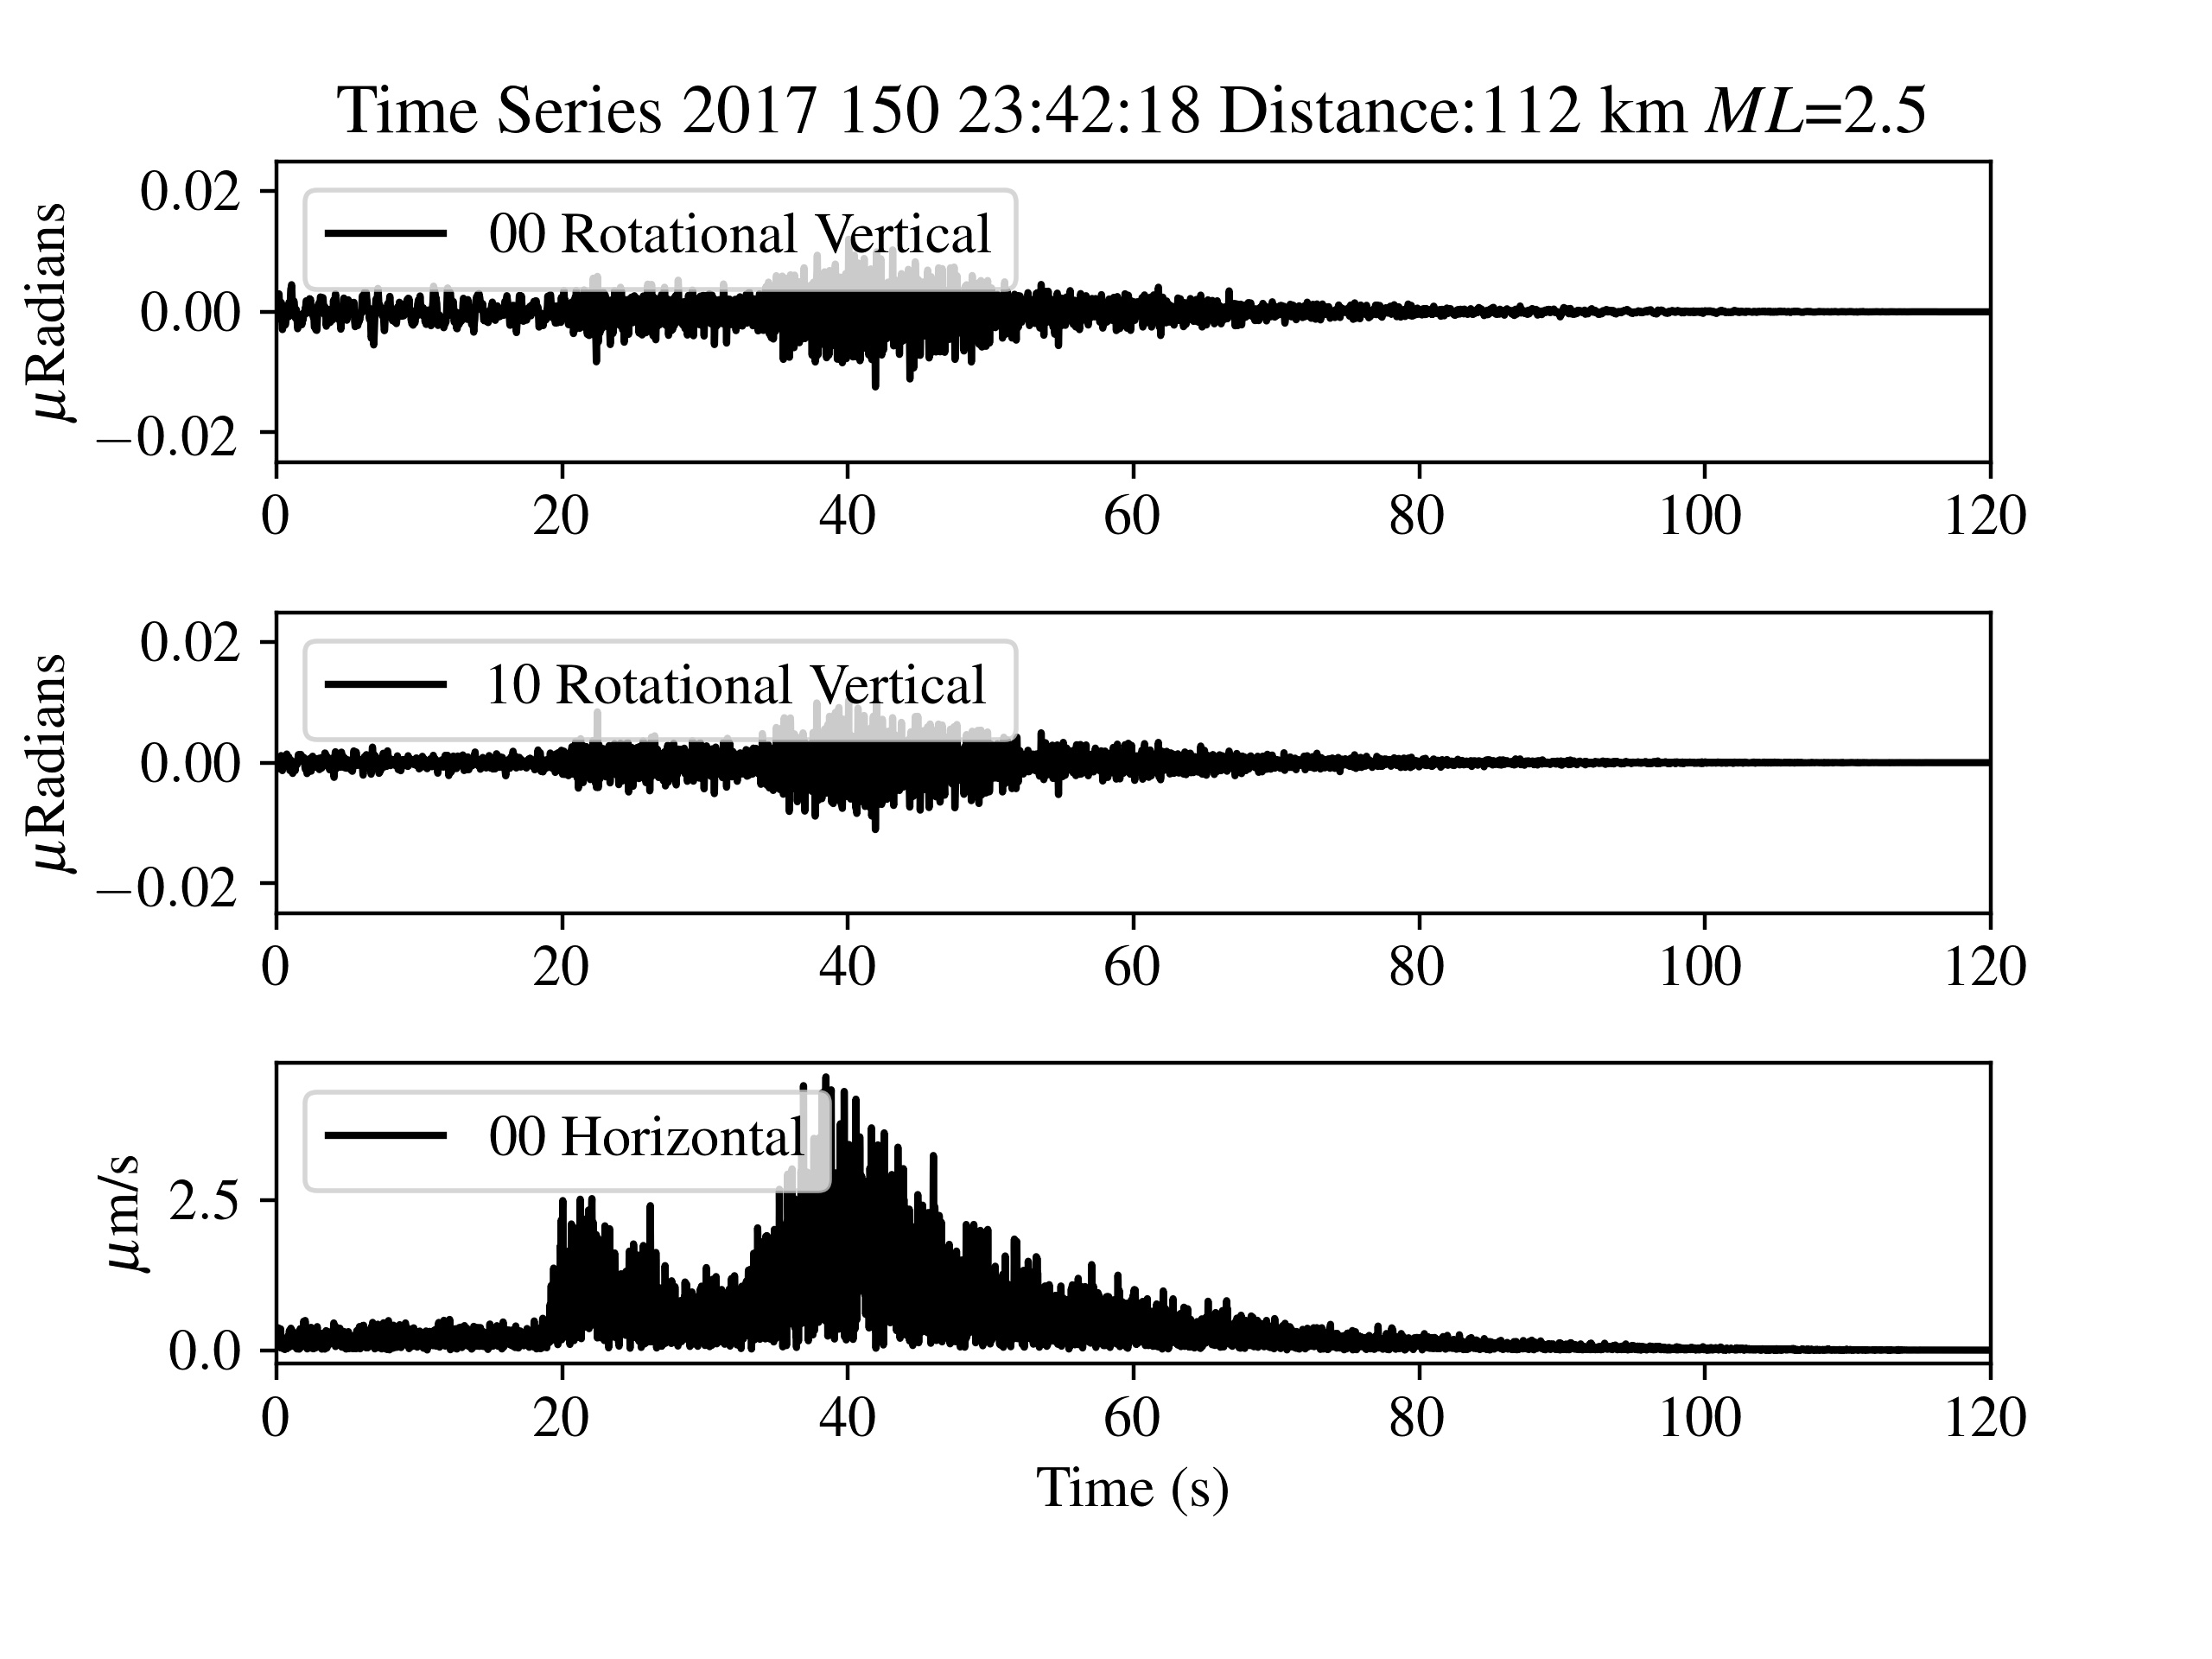 Time Series 2017 150 23:42:18 Distance:112 km ML=2.5
μRadians
0.02
0.00
−0.02
00 Rotational Vertical
0 20 40 60 80 100 120
μRadians
0.02
0.00
−0.02
10 Rotational Vertical
0 20 40 60 80 100 120
μm/s
2.5
0.0
00 Horizontal
0 20 40 60 80 100 120
Time (s)